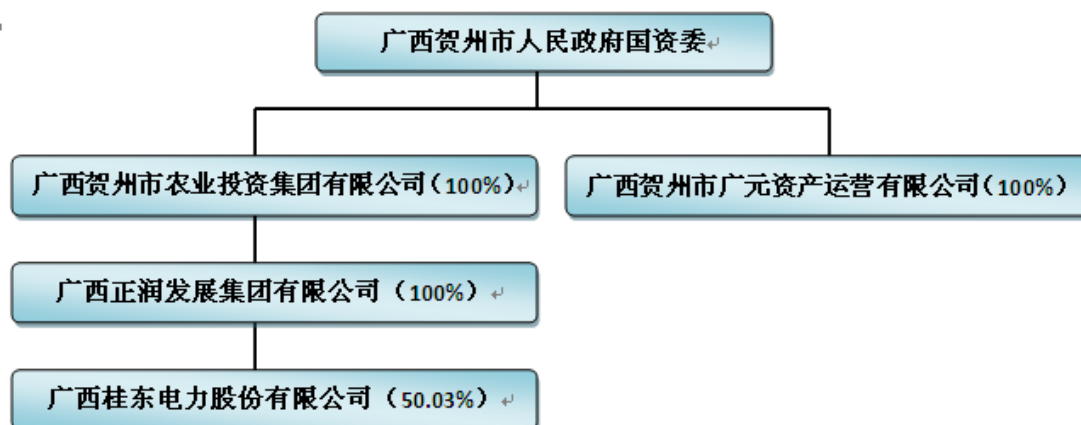 广西贺州市人民政府国资委
广西贺州市农业投资集团有限公司(100%)
广西贺州市广元资产运营有限公司(100%)
广西正润发展集团有限公司（100%）
广西桂东电力股份有限公司（50.03%）